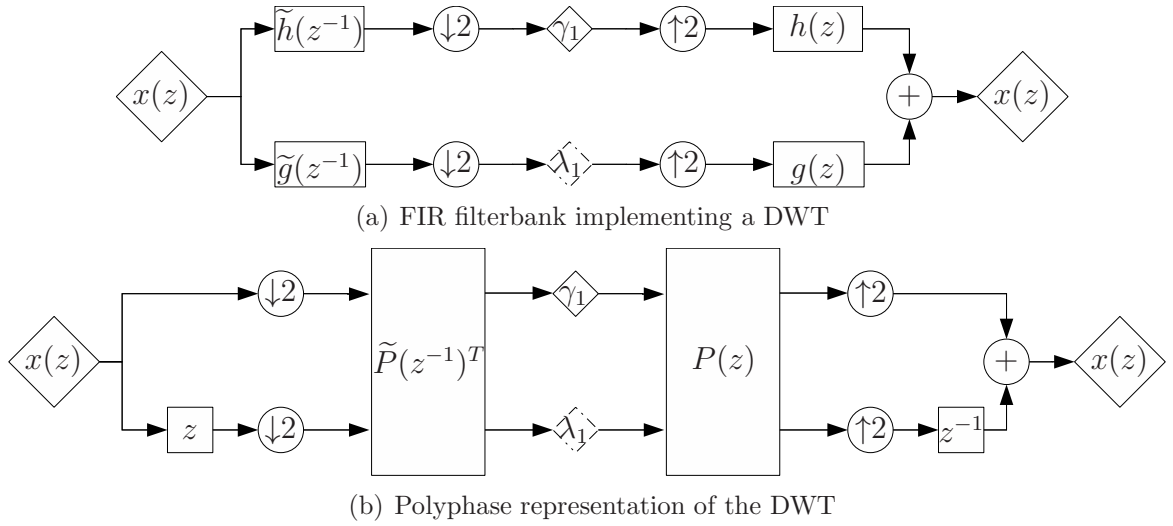 x(z) h̃(z⁻¹) ↓2 γ₁ ↑2 h(z) + x(z)
g̃(z⁻¹) ↓2 λ₁ ↑2 g(z)
(a) FIR filterbank implementing a DWT
x(z) ↓2 P̃(z⁻¹)ᵀ γ₁ P(z) ↑2 + x(z)
z ↓2 λ₁ ↑2 z⁻¹
(b) Polyphase representation of the DWT